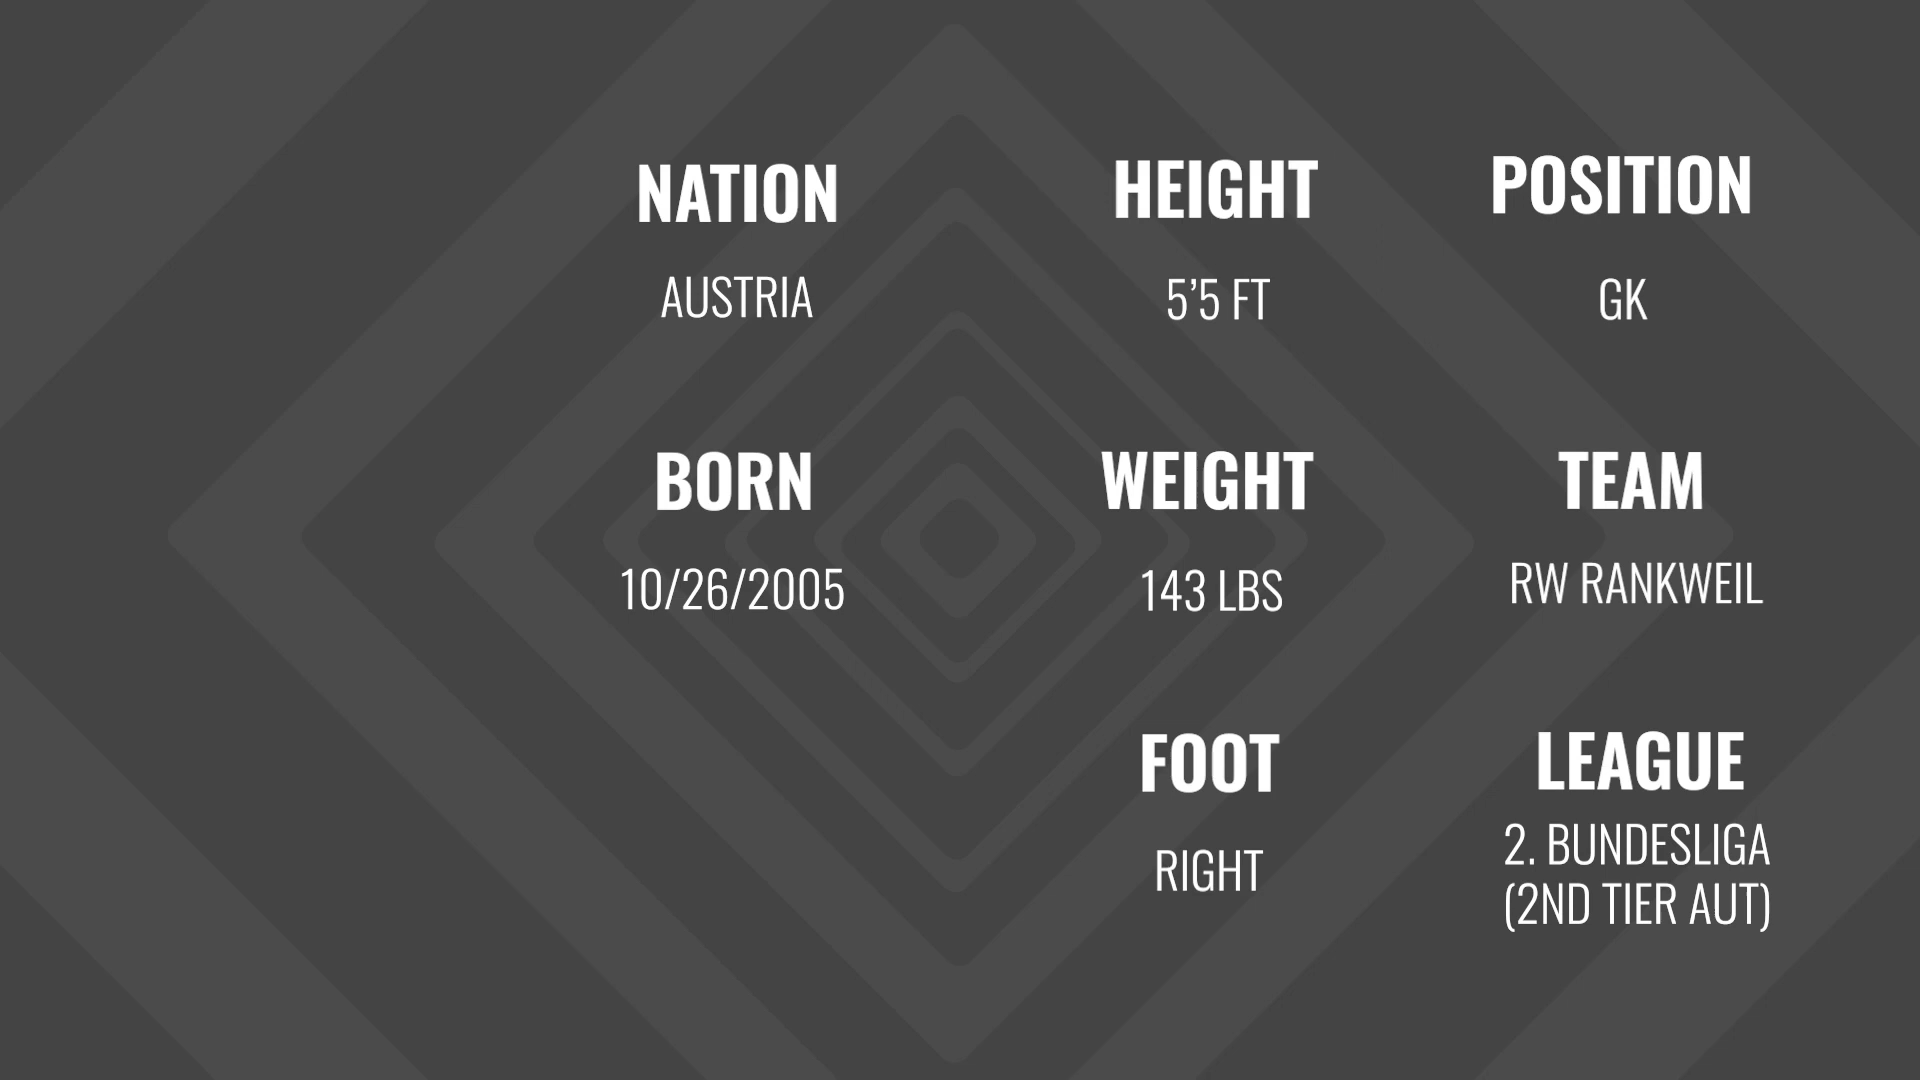 NATION
AUSTRIA
HEIGHT
5’5 FT
POSITION
GK
BORN
10/26/2005
WEIGHT
143 LBS
TEAM
RW RANKWEIL
FOOT
RIGHT
LEAGUE
2. BUNDESLIGA
(2ND TIER AUT)